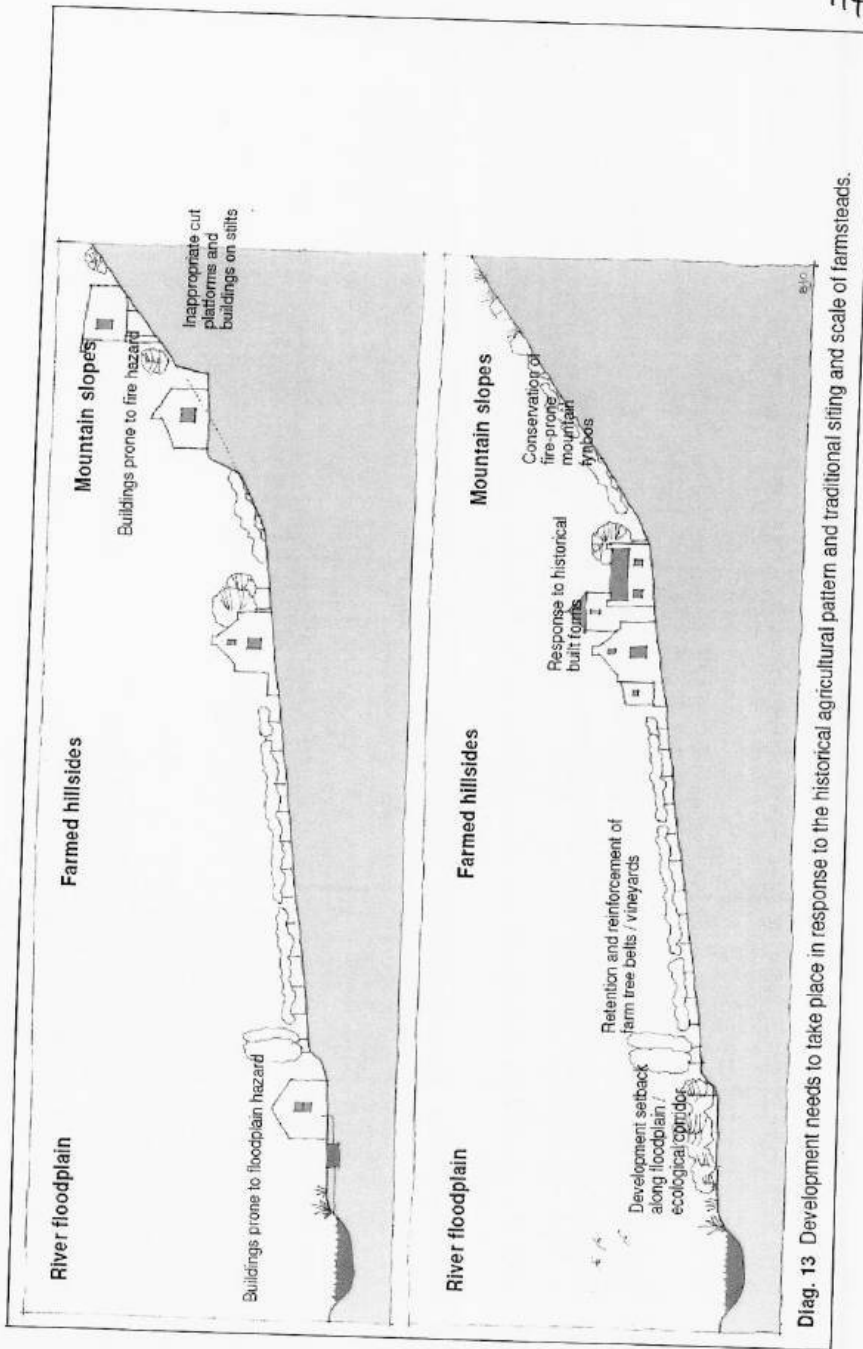 River floodplain
Farmed hillsides
Mountain slopes
Buildings prone to floodplain hazard
Buildings prone to fire hazard
Inappropriate cut
platforms and
buildings on stilts
River floodplain
Farmed hillsides
Mountain slopes
Development setback
along floodplain /
ecological corridor
Retention and reinforcement of
farm tree belts / vineyards
Response to historical
built forms
Conservation of
fire-prone
mountain
fynbos
Diag. 13 Development needs to take place in response to the historical agricultural pattern and traditional siting and scale of farmsteads.